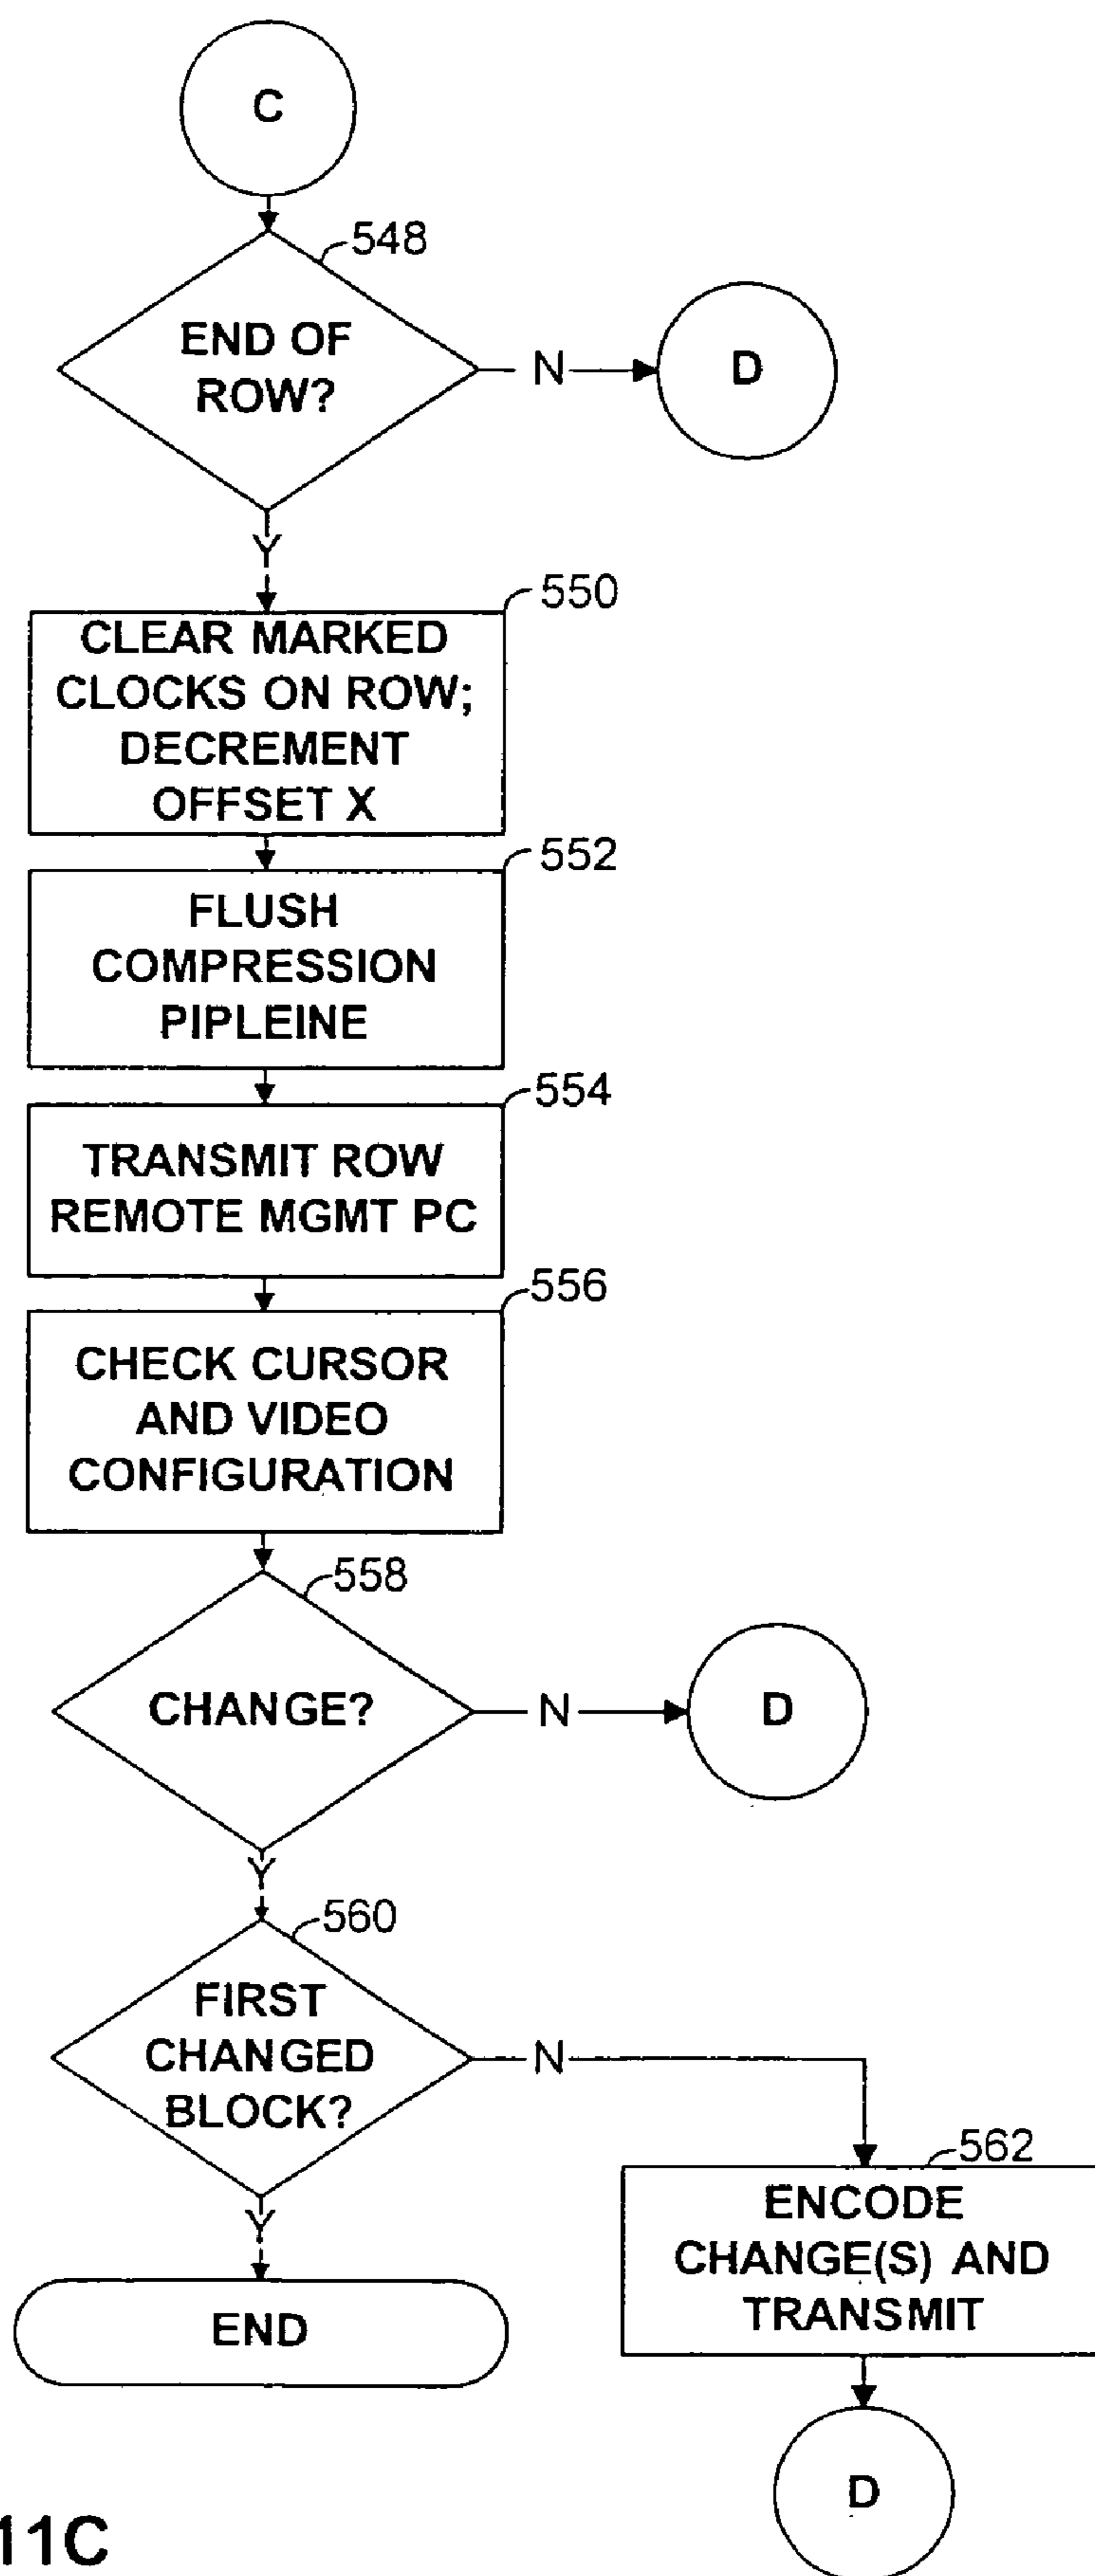 C
548
END OF
ROW?
N
D
Y
550
CLEAR MARKED
CLOCKS ON ROW;
DECREMENT
OFFSET X
552
FLUSH
COMPRESSION
PIPLEINE
554
TRANSMIT ROW
REMOTE MGMT PC
556
CHECK CURSOR
AND VIDEO
CONFIGURATION
558
CHANGE?
N
D
Y
560
FIRST
CHANGED
BLOCK?
N
562
ENCODE
CHANGE(S) AND
TRANSMIT
Y
END
D
11C